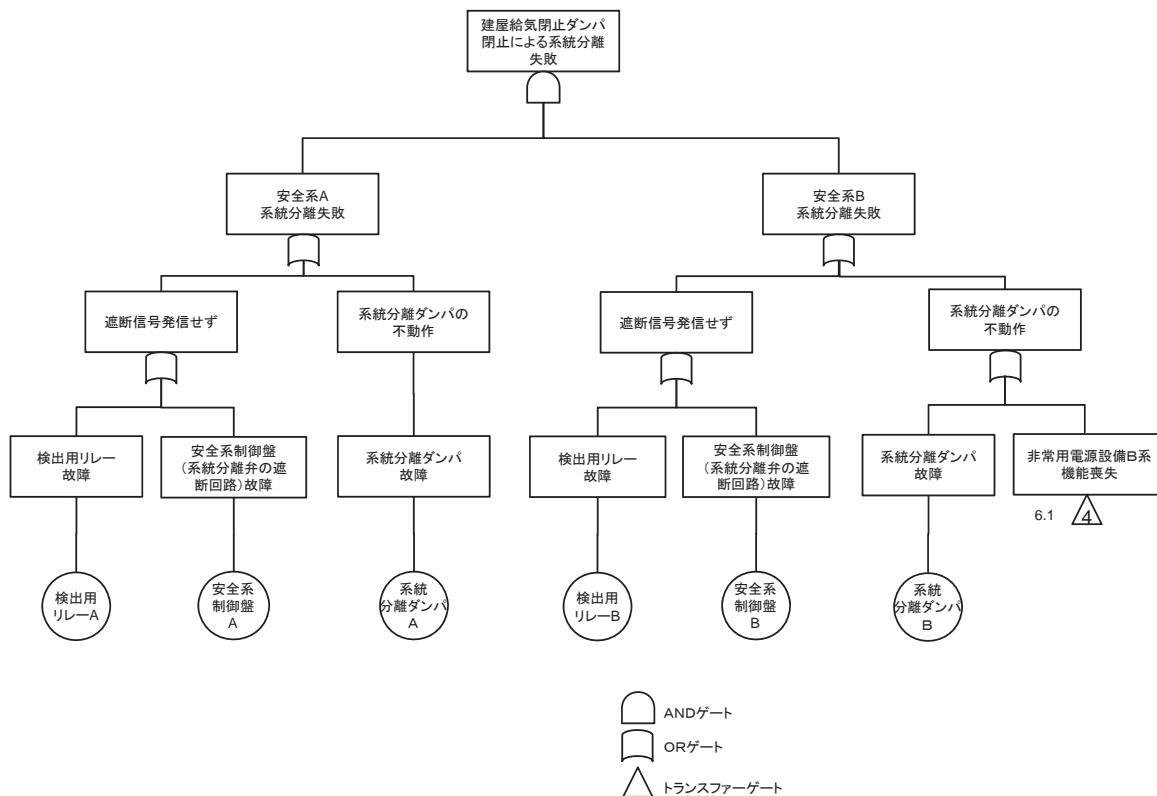 建屋給気閉止ダンパ
閉止による系統分離
失敗
安全系A
系統分離失敗
安全系B
系統分離失敗
遮断信号発信せず
系統分離ダンパの
不動作
遮断信号発信せず
系統分離ダンパの
不動作
検出用リレー
故障
安全系制御盤
(系統分離弁の遮
断回路)故障
系統分離ダンパ
故障
検出用リレー
故障
安全系制御盤
(系統分離弁の遮
断回路)故障
系統分離ダンパ
故障
非常用電源設備B系
機能喪失
6.1
4
検出用
リレーA
安全系
制御盤
A
系統
分離ダンパ
A
検出用
リレーB
安全系
制御盤
B
系統
分離ダンパ
B
ANDゲート
ORゲート
トランスファーゲート